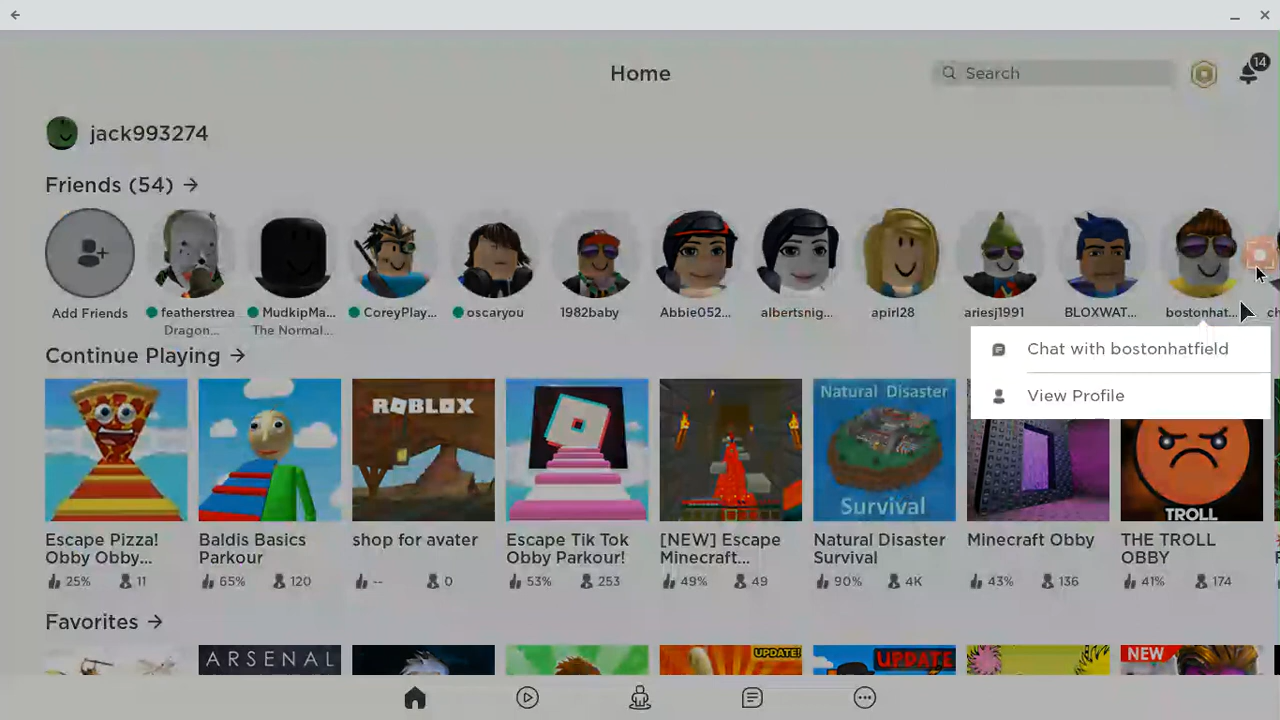 Home
Search
14
jack993274
Friends (54)
Add Friends
featherstrea
Dragon...
MudkipMa...
The Normal...
CoreyPlay...
oscaryou
1982baby
Abbie052...
albertsnig...
apirl28
ariesj1991
BLOXWAT...
bostonhat...
ch
Chat with bostonhatfield
View Profile
Continue Playing
ROBLOX
Natural Disaster
Survival
TROLL
Escape Pizza!
Obby Obby...
25% 11
Baldis Basics
Parkour
65% 120
shop for avater
-- 0
Escape Tik Tok
Obby Parkour!
53% 253
[NEW] Escape
Minecraft...
49% 49
Natural Disaster
Survival
90% 4K
Minecraft Obby
43% 136
THE TROLL
OBBY
41% 174
Favorites
ARSENAL
UPDATE!
UPDATE
NEW